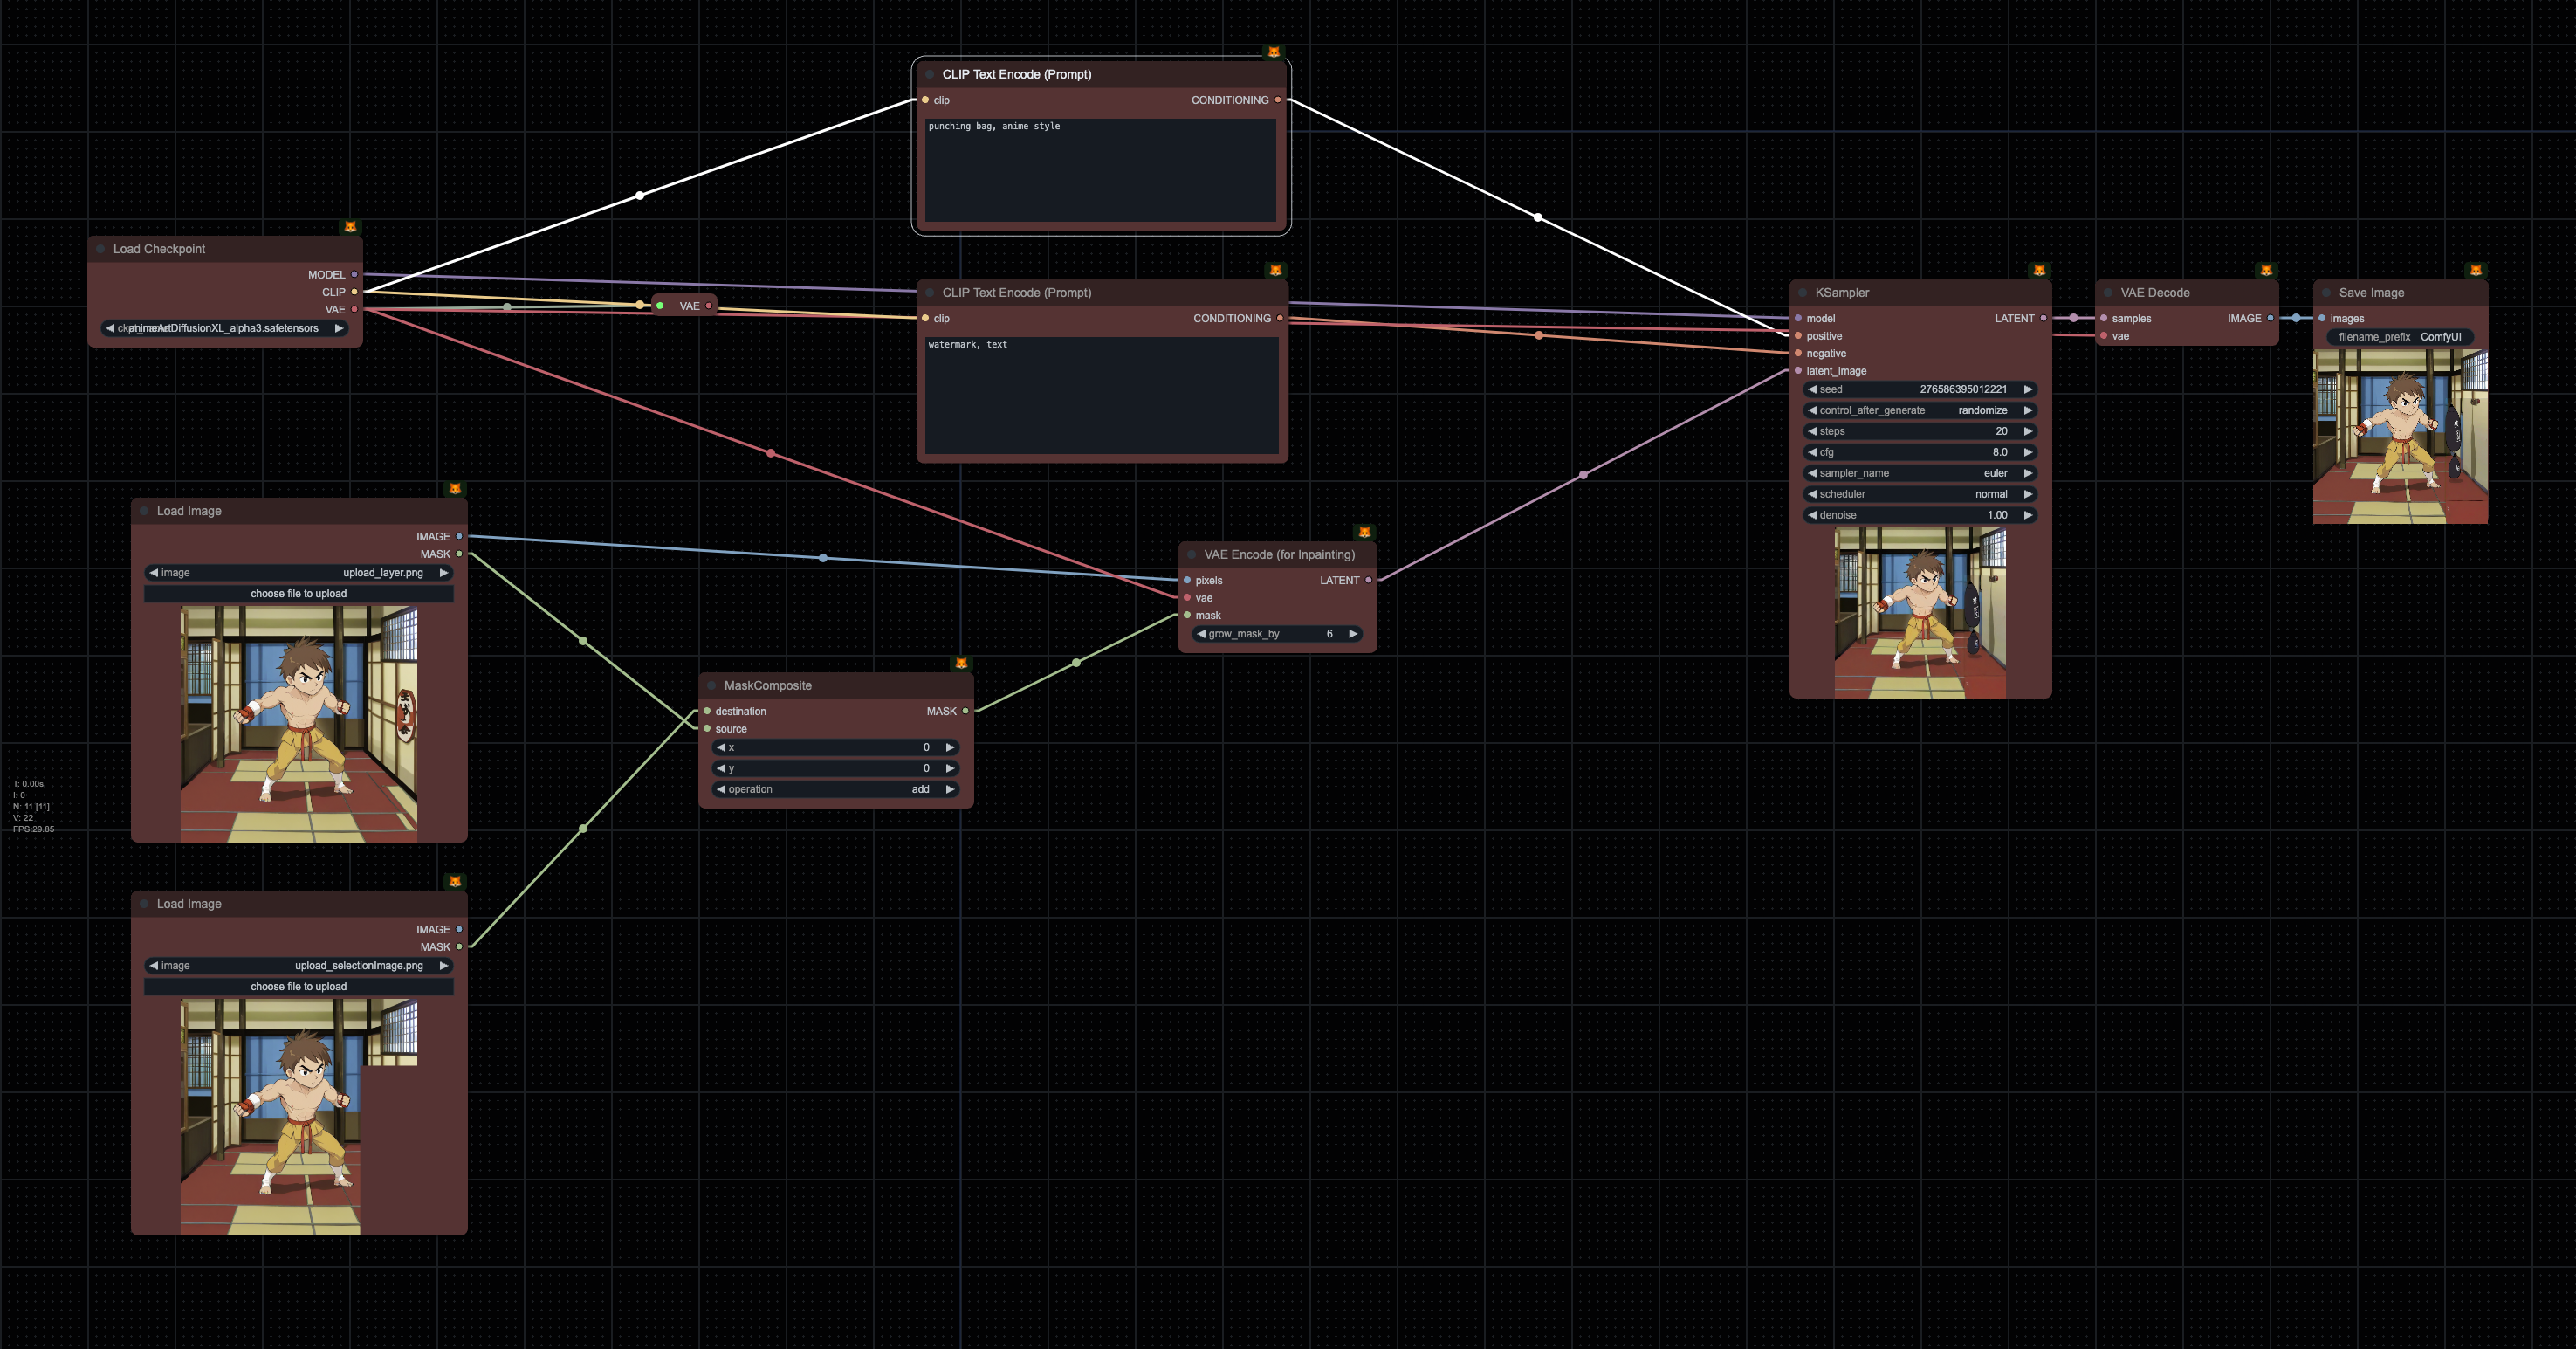 CLIP Text Encode (Prompt)
clip
CONDITIONING
punching bag, anime style
Load Checkpoint
MODEL
CLIP
VAE
animeArtDiffusionXL_alpha3.safetensors
VAE
CLIP Text Encode (Prompt)
clip
CONDITIONING
watermark, text
KSampler
model
LATENT
positive
negative
latent_image
seed 276586395012221
control_after_generate randomize
steps 20
cfg 8.0
sampler_name euler
scheduler normal
denoise 1.00
VAE Decode
samples
IMAGE
vae
Save Image
images
filename_prefix ComfyUI
Load Image
IMAGE
MASK
image upload_layer.png
choose file to upload
VAE Encode (for Inpainting)
pixels
LATENT
vae
mask
grow_mask_by 6
MaskComposite
destination
MASK
source
x 0
y 0
operation add
T: 0.00s
I: 0
N: 11 [11]
V: 22
FPS:29.85
Load Image
IMAGE
MASK
image upload_selectionImage.png
choose file to upload